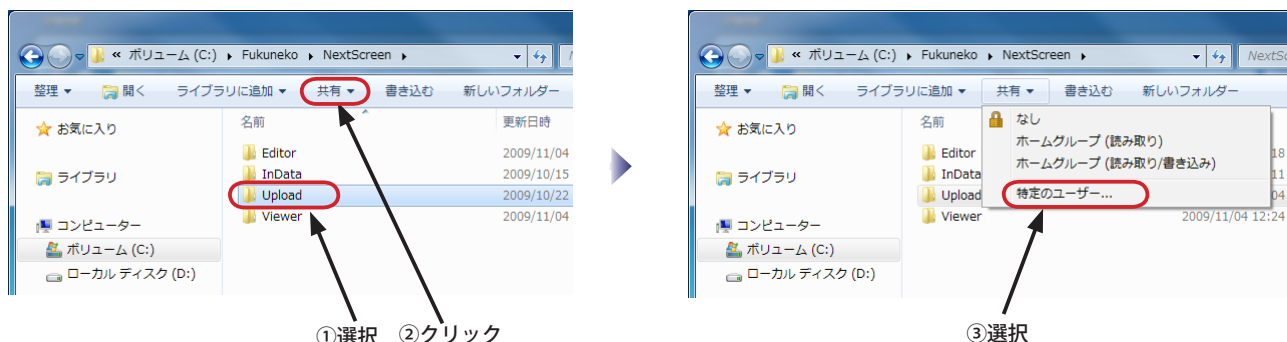 « ボリューム (C:) ▸ Fukuneko ▸ NextScreen ▸
整理 ▼ 開く ライブラリに追加 ▼ 共有 ▼ 書き込む 新しいフォルダー
名前 更新日時
お気に入り
Editor 2009/11/04
ライブラリ
InData 2009/10/15
Upload 2009/10/22
Viewer 2009/11/04
コンピューター
ボリューム (C:)
ローカル ディスク (D:)
①選択 ②クリック
« ボリューム (C:) ▸ Fukuneko ▸ NextScreen ▸ NextSc
整理 ▼ 開く ライブラリに追加 ▼ 共有 ▼ 書き込む 新しいフォルダー
名前
お気に入り
なし
ホームグループ (読み取り)
ホームグループ (読み取り/書き込み)
特定のユーザー...
Editor 18
ライブラリ
InData 11
Upload 04
Viewer 2009/11/04 12:24
コンピューター
ボリューム (C:)
ローカル ディスク (D:)
③選択